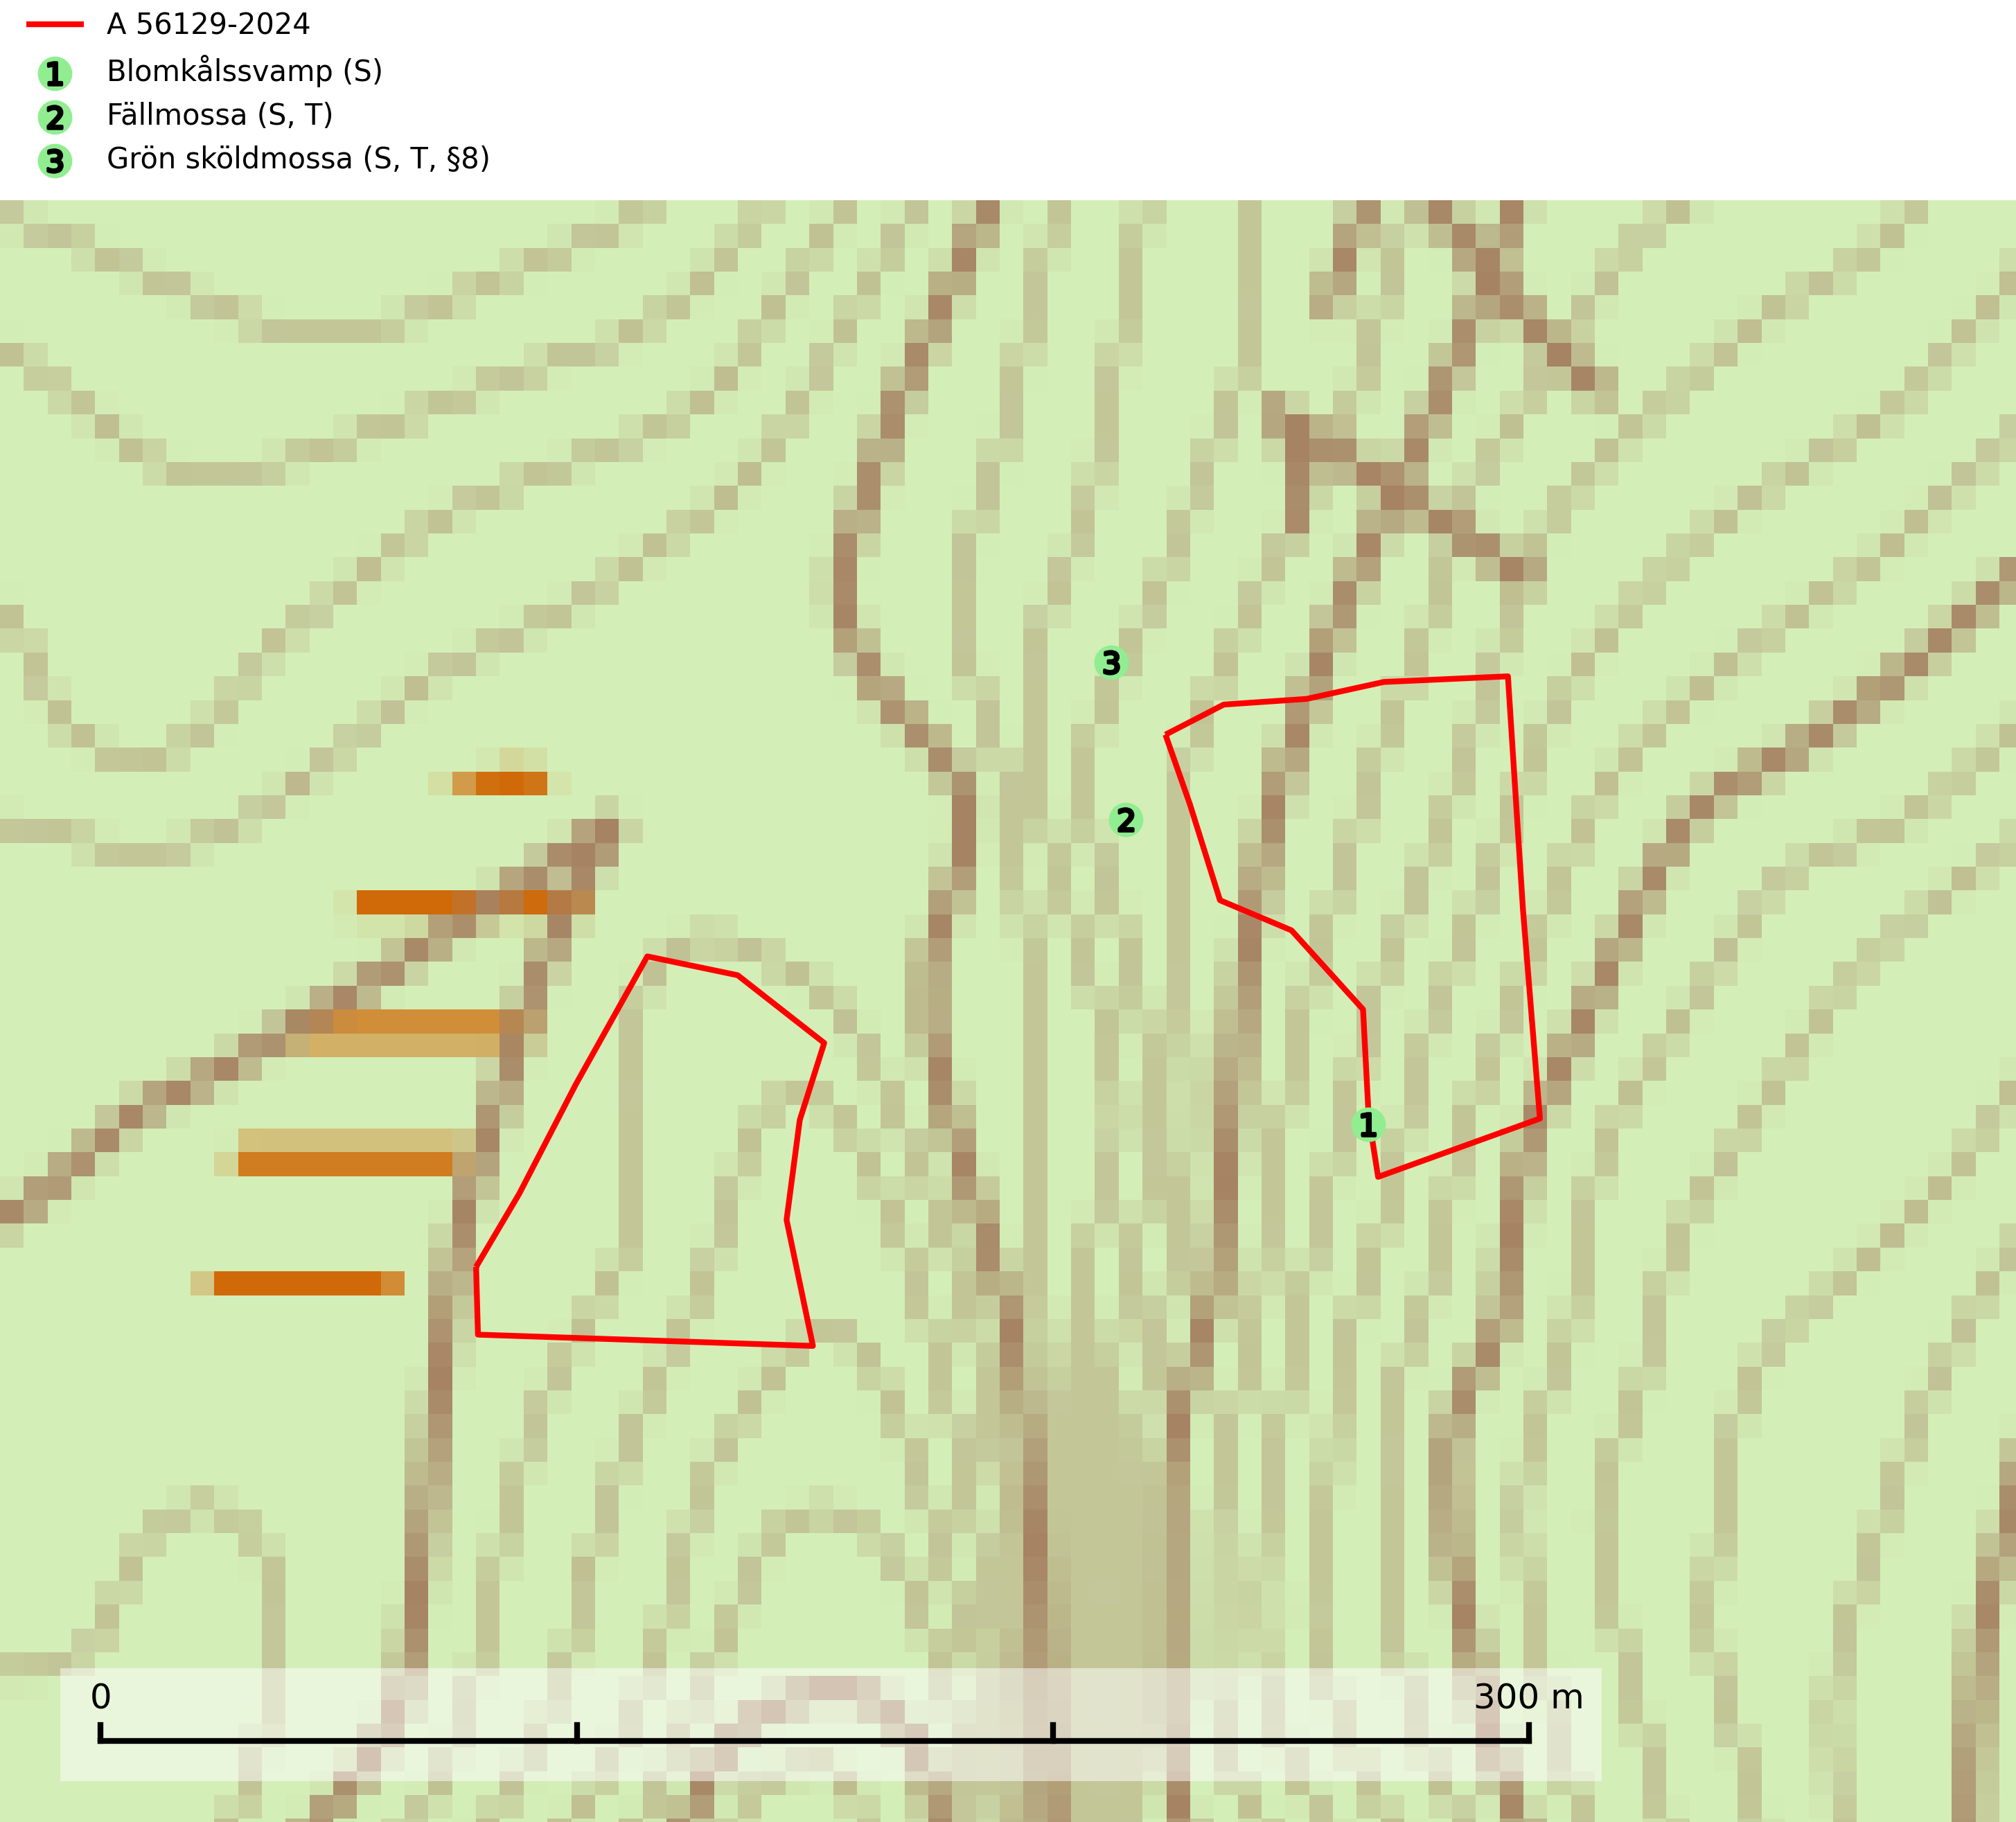 A 56129-2024
1 Blomkålssvamp (S)
2 Fällmossa (S, T)
3 Grön sköldmossa (S, T, §8)
3
2
1
0 300 m